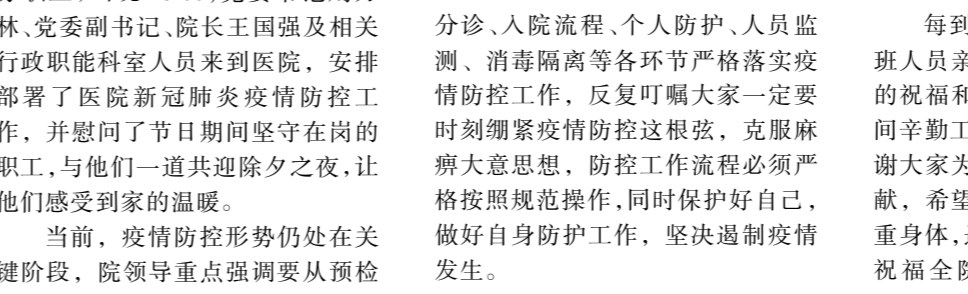 林、党委副书记、院长王国强及相关
行政职能科室人员来到医院，安排
部署了医院新冠肺炎疫情防控工
作，并慰问了节日期间坚守在岗的
职工,与他们一道共迎除夕之夜,让
他们感受到家的温暖。
当前，疫情防控形势仍处在关
键阶段，院领导重点强调要从预检
分诊、入院流程、个人防护、人员监
测、消毒隔离等各环节严格落实疫
情防控工作，反复叮嘱大家一定要
时刻绷紧疫情防控这根弦，克服麻
痹大意思想，防控工作流程必须严
格按照规范操作,同时保护好自己，
做好自身防护工作，坚决遏制疫情
发生。
每到
班人员亲
的祝福和
间辛勤工
谢大家为
献，希望
重身体,
祝福全院